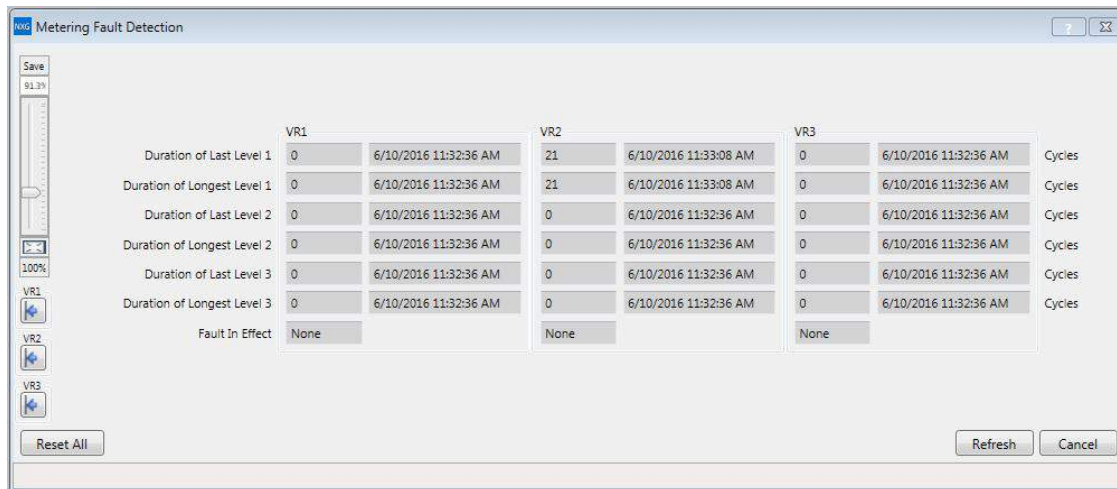 NXG Metering Fault Detection
Save
91.3%
100%
VR1
VR2
VR3
VR1 VR2 VR3
Duration of Last Level 1 0 6/10/2016 11:32:36 AM 21 6/10/2016 11:33:08 AM 0 6/10/2016 11:32:36 AM Cycles
Duration of Longest Level 1 0 6/10/2016 11:32:36 AM 21 6/10/2016 11:33:08 AM 0 6/10/2016 11:32:36 AM Cycles
Duration of Last Level 2 0 6/10/2016 11:32:36 AM 0 6/10/2016 11:32:36 AM 0 6/10/2016 11:32:36 AM Cycles
Duration of Longest Level 2 0 6/10/2016 11:32:36 AM 0 6/10/2016 11:32:36 AM 0 6/10/2016 11:32:36 AM Cycles
Duration of Last Level 3 0 6/10/2016 11:32:36 AM 0 6/10/2016 11:32:36 AM 0 6/10/2016 11:32:36 AM Cycles
Duration of Longest Level 3 0 6/10/2016 11:32:36 AM 0 6/10/2016 11:32:36 AM 0 6/10/2016 11:32:36 AM Cycles
Fault In Effect None None None
Reset All Refresh Cancel